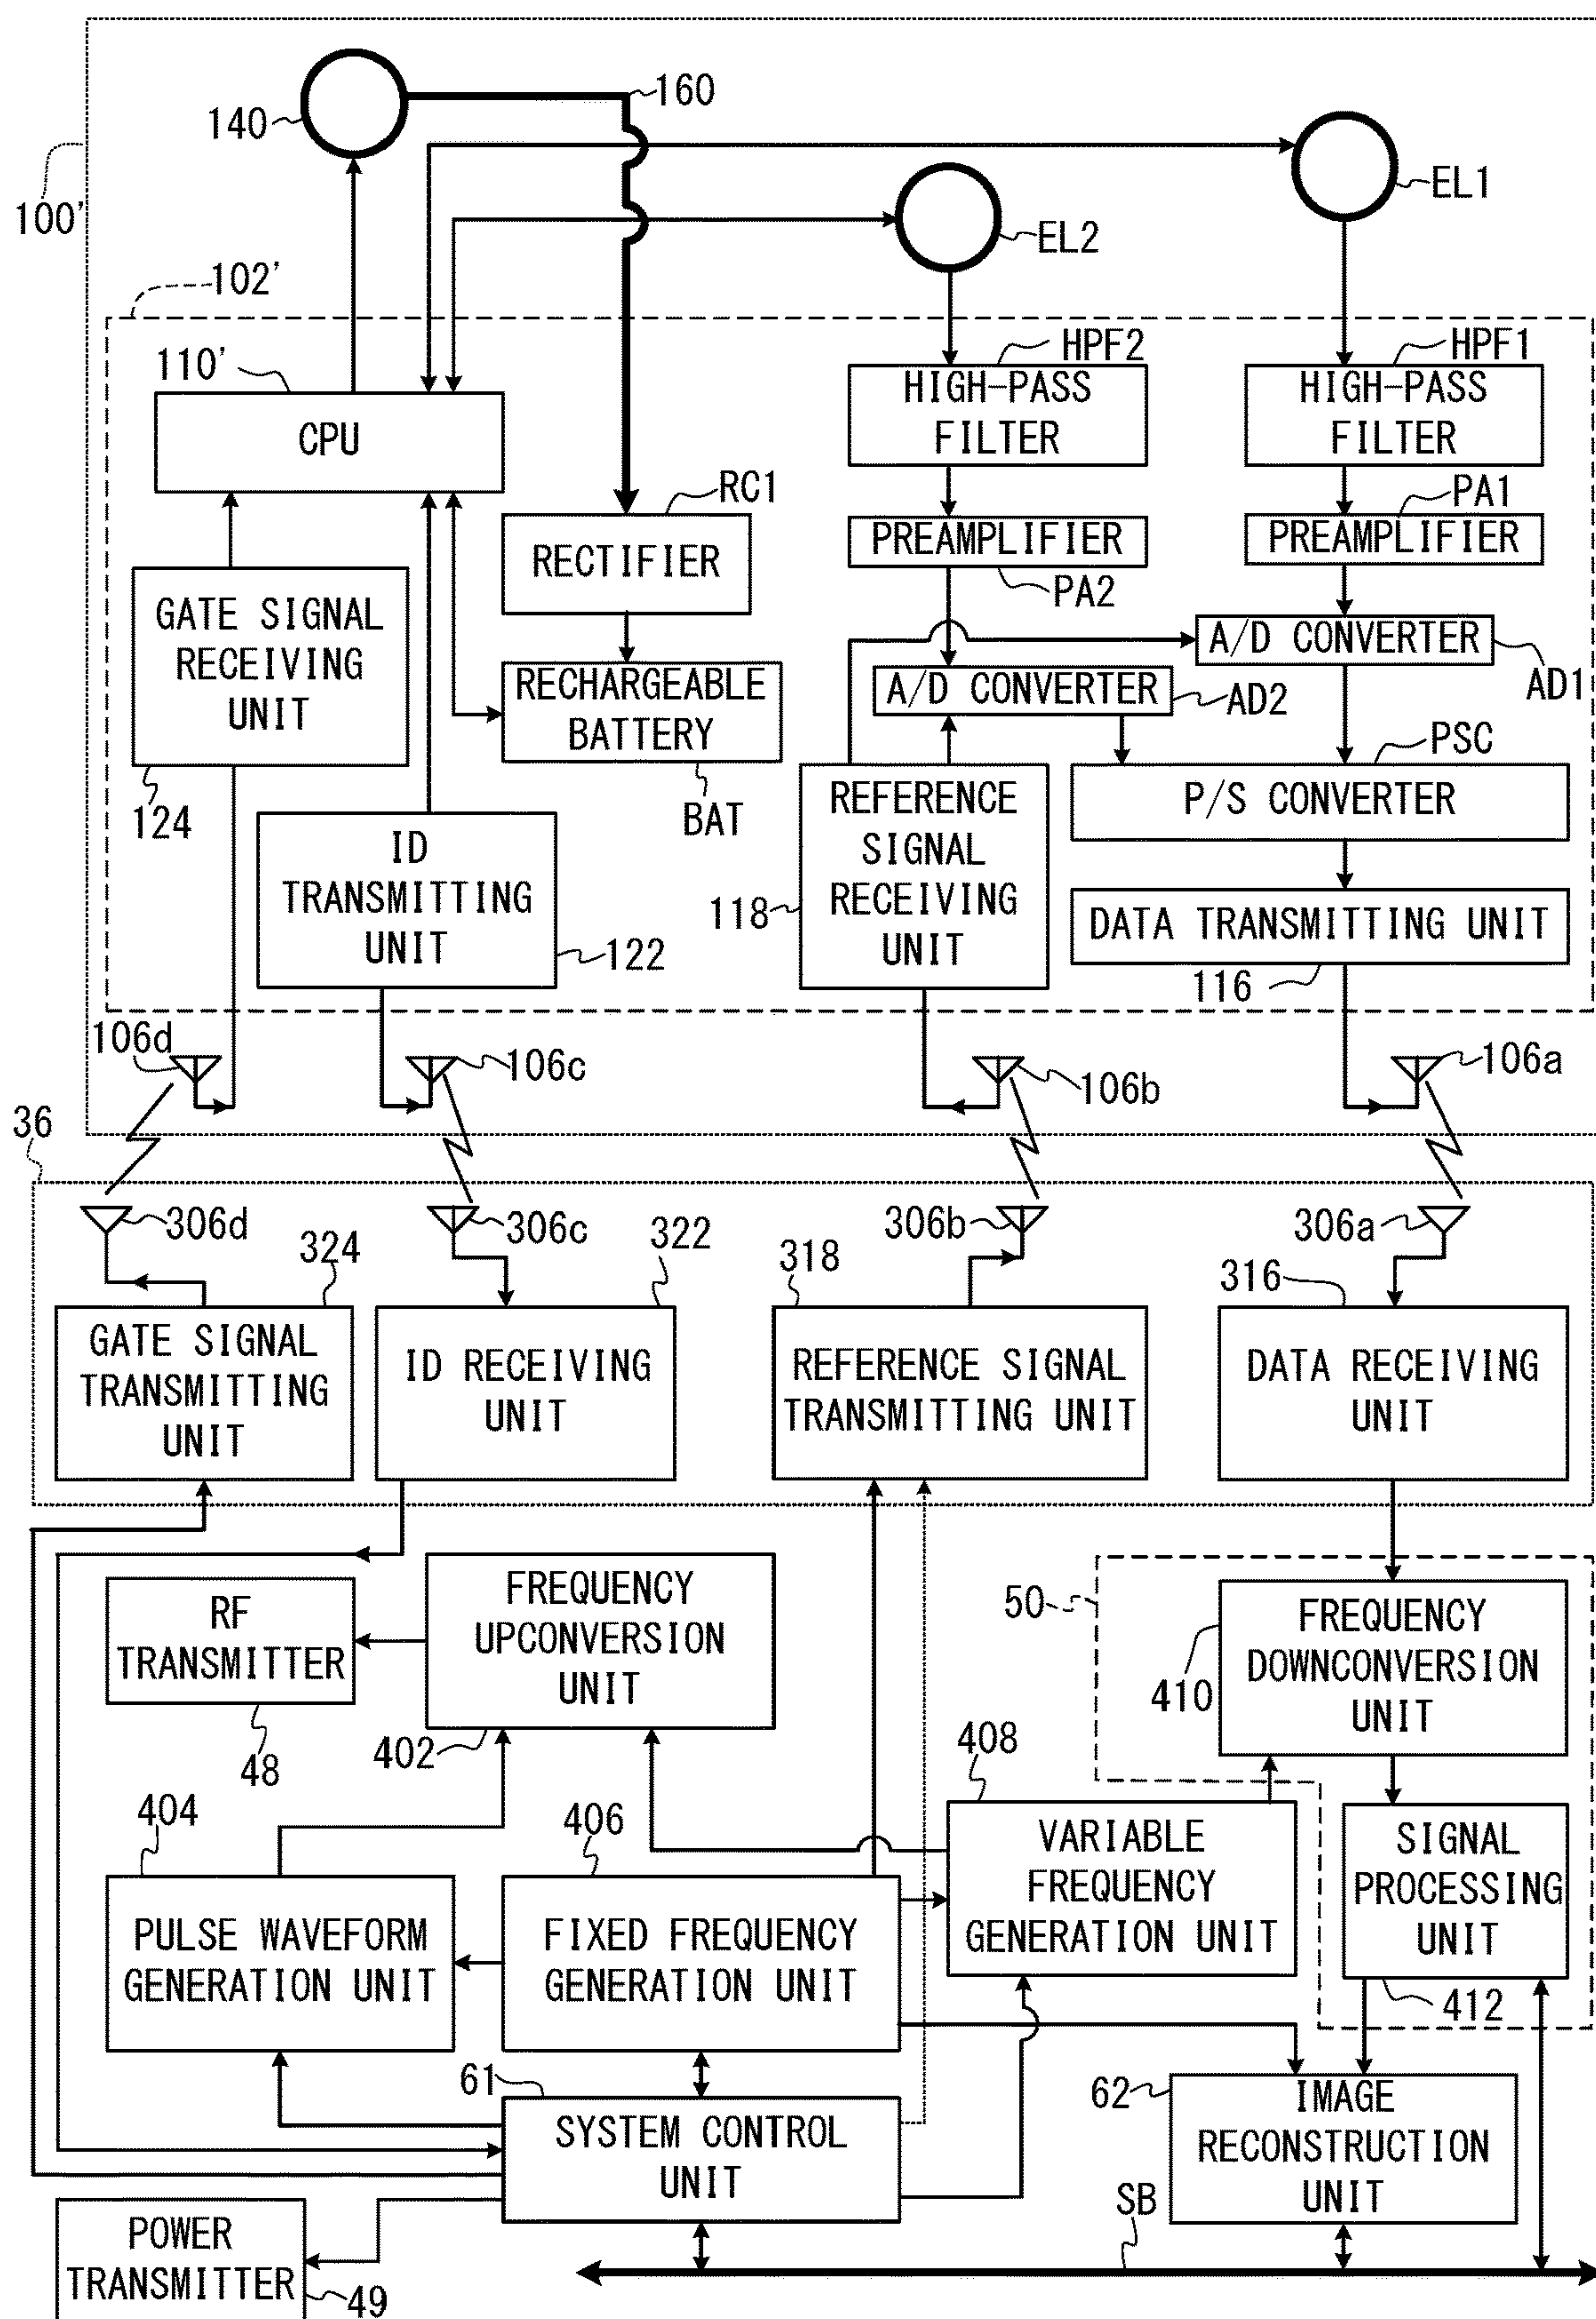 140
160
EL1
100'
EL2
102'
HPF2
HPF1
110'
CPU
HIGH-PASS
FILTER
HIGH-PASS
FILTER
RC1
PA1
RECTIFIER
PREAMPLIFIER
PREAMPLIFIER
PA2
GATE SIGNAL
RECEIVING
UNIT
A/D CONVERTER
AD1
RECHARGEABLE
BATTERY
A/D CONVERTER
AD2
PSC
124
BAT
REFERENCE
SIGNAL
RECEIVING
UNIT
P/S CONVERTER
ID
TRANSMITTING
UNIT
118
DATA TRANSMITTING UNIT
122
116
106d
106c
106b
106a
36
306d
306c
306b
306a
324
322
318
316
GATE SIGNAL
TRANSMITTING
UNIT
ID RECEIVING
UNIT
REFERENCE SIGNAL
TRANSMITTING UNIT
DATA RECEIVING
UNIT
RF
TRANSMITTER
FREQUENCY
UPCONVERSION
UNIT
50
FREQUENCY
DOWNCONVERSION
UNIT
410
48
402
408
404
406
VARIABLE
FREQUENCY
GENERATION UNIT
SIGNAL
PROCESSING
UNIT
PULSE WAVEFORM
GENERATION UNIT
FIXED FREQUENCY
GENERATION UNIT
412
61
62
SYSTEM CONTROL
UNIT
IMAGE
RECONSTRUCTION
UNIT
SB
POWER
TRANSMITTER
49